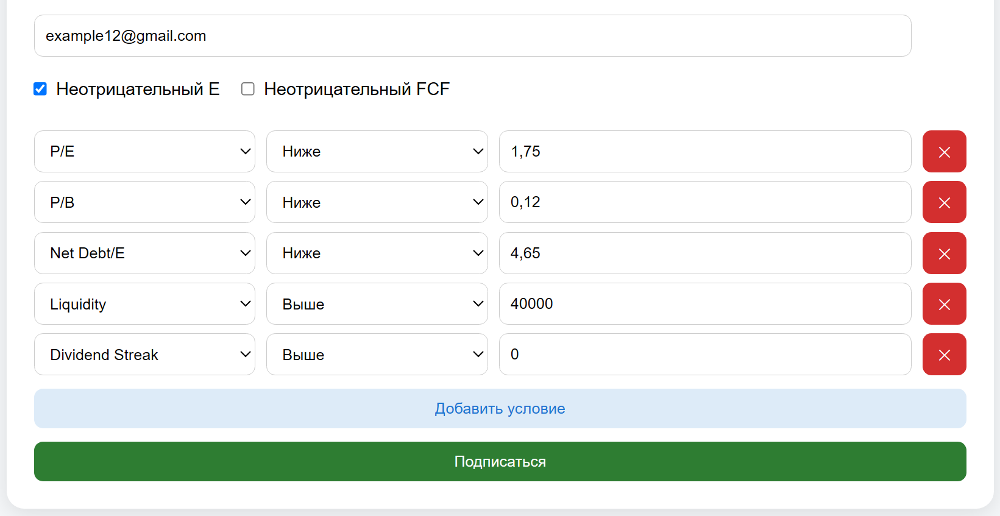 example12@gmail.com
Неотрицательный E Неотрицательный FCF
P/E Ниже 1,75
P/B Ниже 0,12
Net Debt/E Ниже 4,65
Liquidity Выше 40000
Dividend Streak Выше 0
Добавить условие
Подписаться